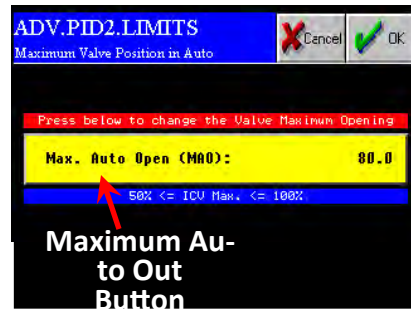 ADV.PID2.LIMITS
Maximum Valve Position in Auto
Cancel
OK
Press below to change the Valve Maximum Opening
Max. Auto Open (MAO): 80.0
50% <= ICV Max. <= 100%
Maximum Au-
to Out
Button